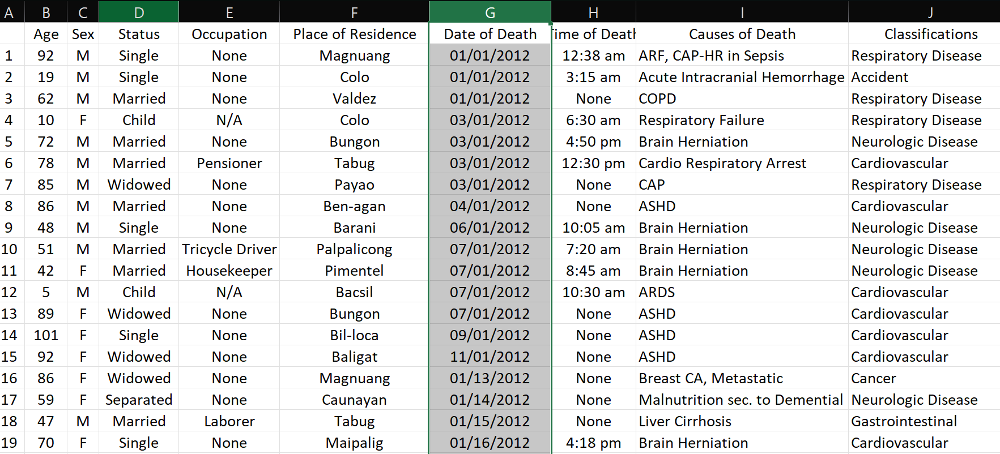 A B C D E F G H I J
Age Sex Status Occupation Place of Residence Date of Death Time of Death Causes of Death Classifications
1 92 M Single None Magnuang 01/01/2012 12:38 am ARF, CAP-HR in Sepsis Respiratory Disease
2 19 M Single None Colo 01/01/2012 3:15 am Acute Intracranial Hemorrhage Accident
3 62 M Married None Valdez 01/01/2012 None COPD Respiratory Disease
4 10 F Child N/A Colo 03/01/2012 6:30 am Respiratory Failure Respiratory Disease
5 72 M Married None Bungon 03/01/2012 4:50 pm Brain Herniation Neurologic Disease
6 78 M Married Pensioner Tabug 03/01/2012 12:30 pm Cardio Respiratory Arrest Cardiovascular
7 85 M Widowed None Payao 03/01/2012 None CAP Respiratory Disease
8 86 M Married None Ben-agan 04/01/2012 None ASHD Cardiovascular
9 48 M Single None Barani 06/01/2012 10:05 am Brain Herniation Neurologic Disease
10 51 M Married Tricycle Driver Palpalicong 07/01/2012 7:20 am Brain Herniation Neurologic Disease
11 42 F Married Housekeeper Pimentel 07/01/2012 8:45 am Brain Herniation Neurologic Disease
12 5 M Child N/A Bacsil 07/01/2012 10:30 am ARDS Cardiovascular
13 89 F Widowed None Bungon 07/01/2012 None ASHD Cardiovascular
14 101 F Single None Bil-loca 09/01/2012 None ASHD Cardiovascular
15 92 F Widowed None Baligat 11/01/2012 None ASHD Cardiovascular
16 86 F Widowed None Magnuang 01/13/2012 None Breast CA, Metastatic Cancer
17 59 F Separated None Caunayan 01/14/2012 None Malnutrition sec. to Demential Neurologic Disease
18 47 M Married Laborer Tabug 01/15/2012 None Liver Cirrhosis Gastrointestinal
19 70 F Single None Maipalig 01/16/2012 4:18 pm Brain Herniation Cardiovascular